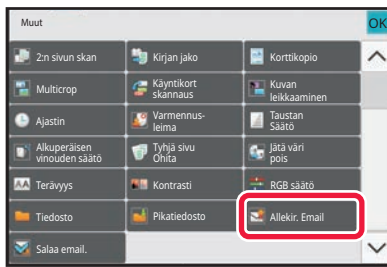 Muut
OK
2:n sivun skan
Kirjan jako
Korttikopio
Multicrop
Käyntikort
skannaus
Kuvan
leikkaaminen
Ajastin
Varmennus-
leima
Taustan
Säätö
Alkuperäisen
vinouden säätö
Tyhjä sivu
Ohita
Jätä väri
pois
Terävyys
Kontrasti
RGB säätö
Tiedosto
Pikatiedosto
Allekir. Email
Salaa email.